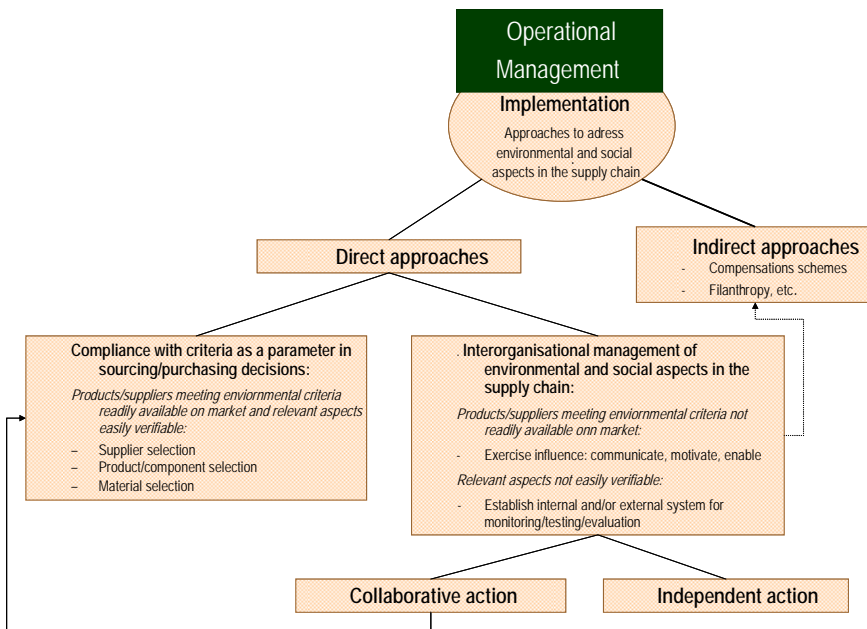 Operational
Management
Implementation
Approaches to adress
environmental and social
aspects in the supply chain
Direct approaches
Indirect approaches
- Compensations schemes
- Filanthropy, etc.
Compliance with criteria as a parameter in
sourcing/purchasing decisions:
Products/suppliers meeting enviornmental criteria
readily available on market and relevant aspects
easily verifiable:
– Supplier selection
– Product/component selection
– Material selection
. Interorganisational management of
environmental and social aspects in the
supply chain:
Products/suppliers meeting enviornmental criteria not
readily available onn market:
- Exercise influence: communicate, motivate, enable
Relevant aspects not easily verifiable:
- Establish internal and/or external system for
monitoring/testing/evaluation
Collaborative action
Independent action